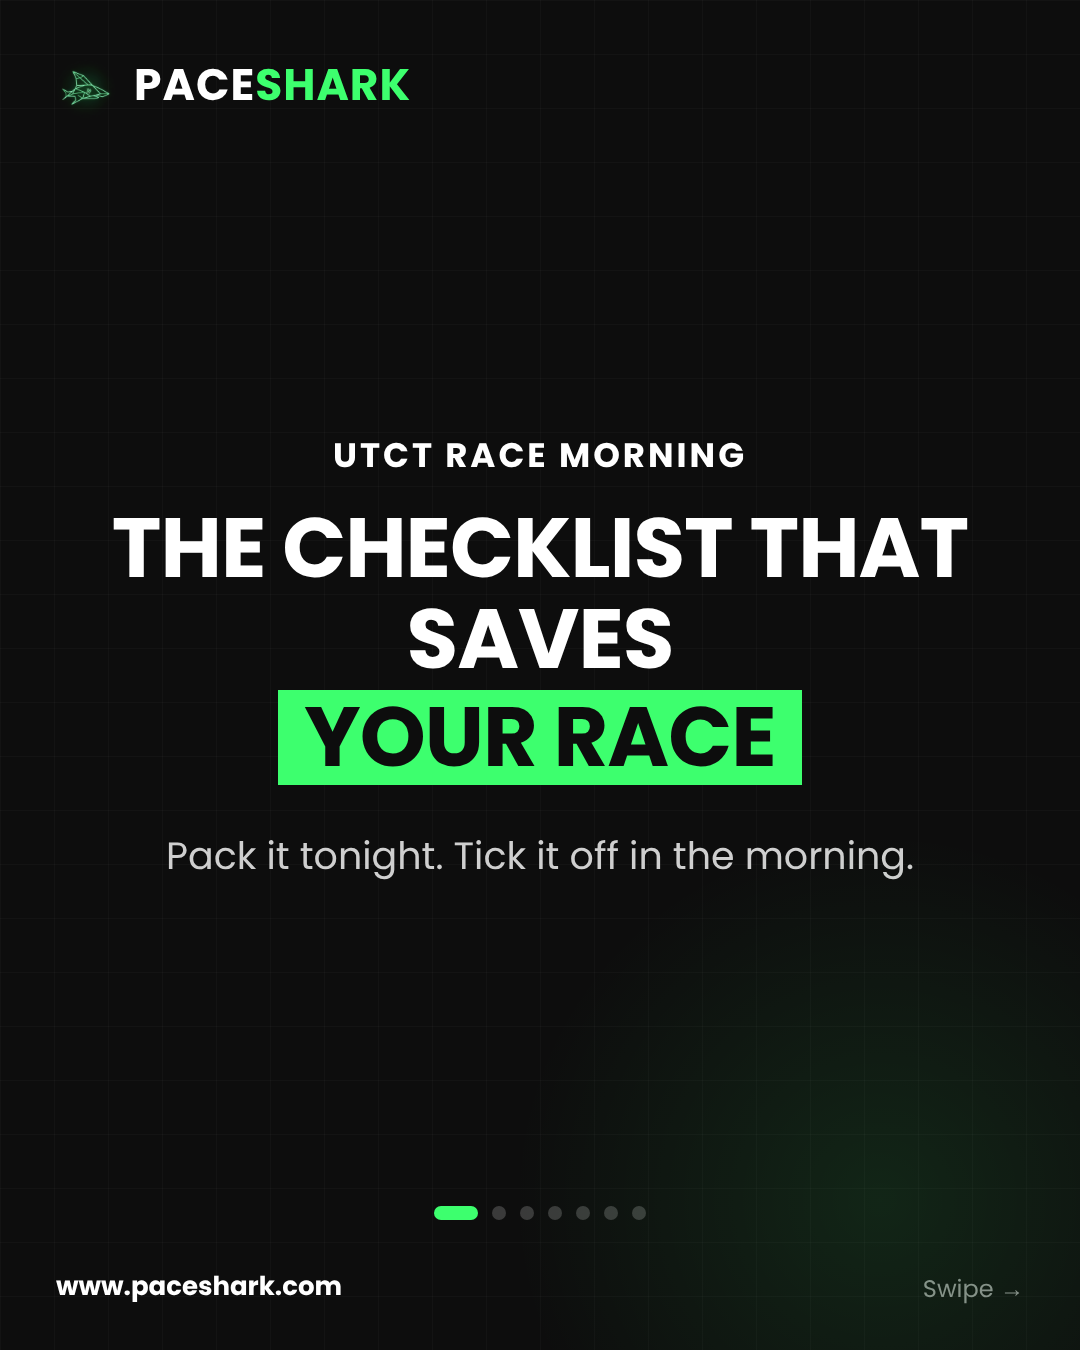 PACESHARK
UTCT RACE MORNING
THE CHECKLIST THAT
SAVES
YOUR RACE
Pack it tonight. Tick it off in the morning.
www.paceshark.com
Swipe →